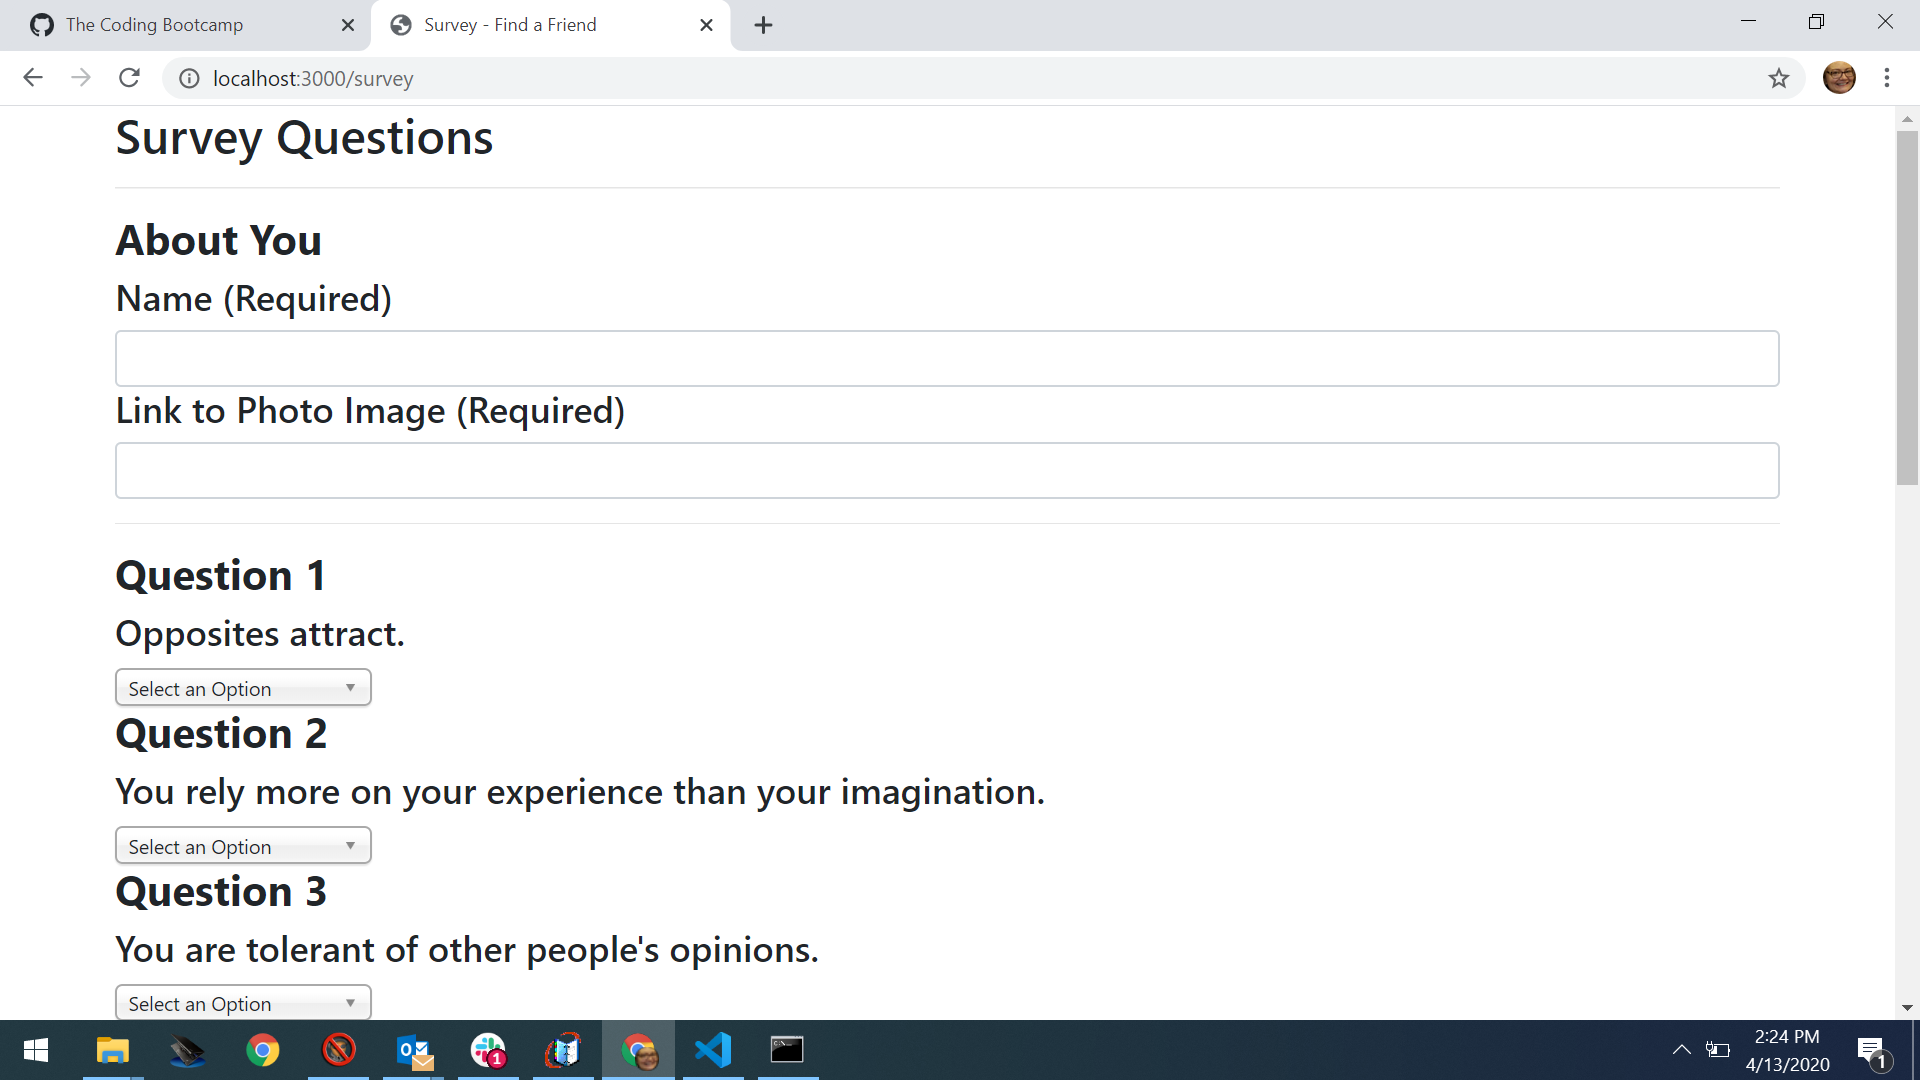 The Coding Bootcamp
Survey - Find a Friend
localhost:3000/survey
Survey Questions
About You
Name (Required)
Link to Photo Image (Required)
Question 1
Opposites attract.
Select an Option
Question 2
You rely more on your experience than your imagination.
Select an Option
Question 3
You are tolerant of other people's opinions.
Select an Option
1
2:24 PM
4/13/2020
1